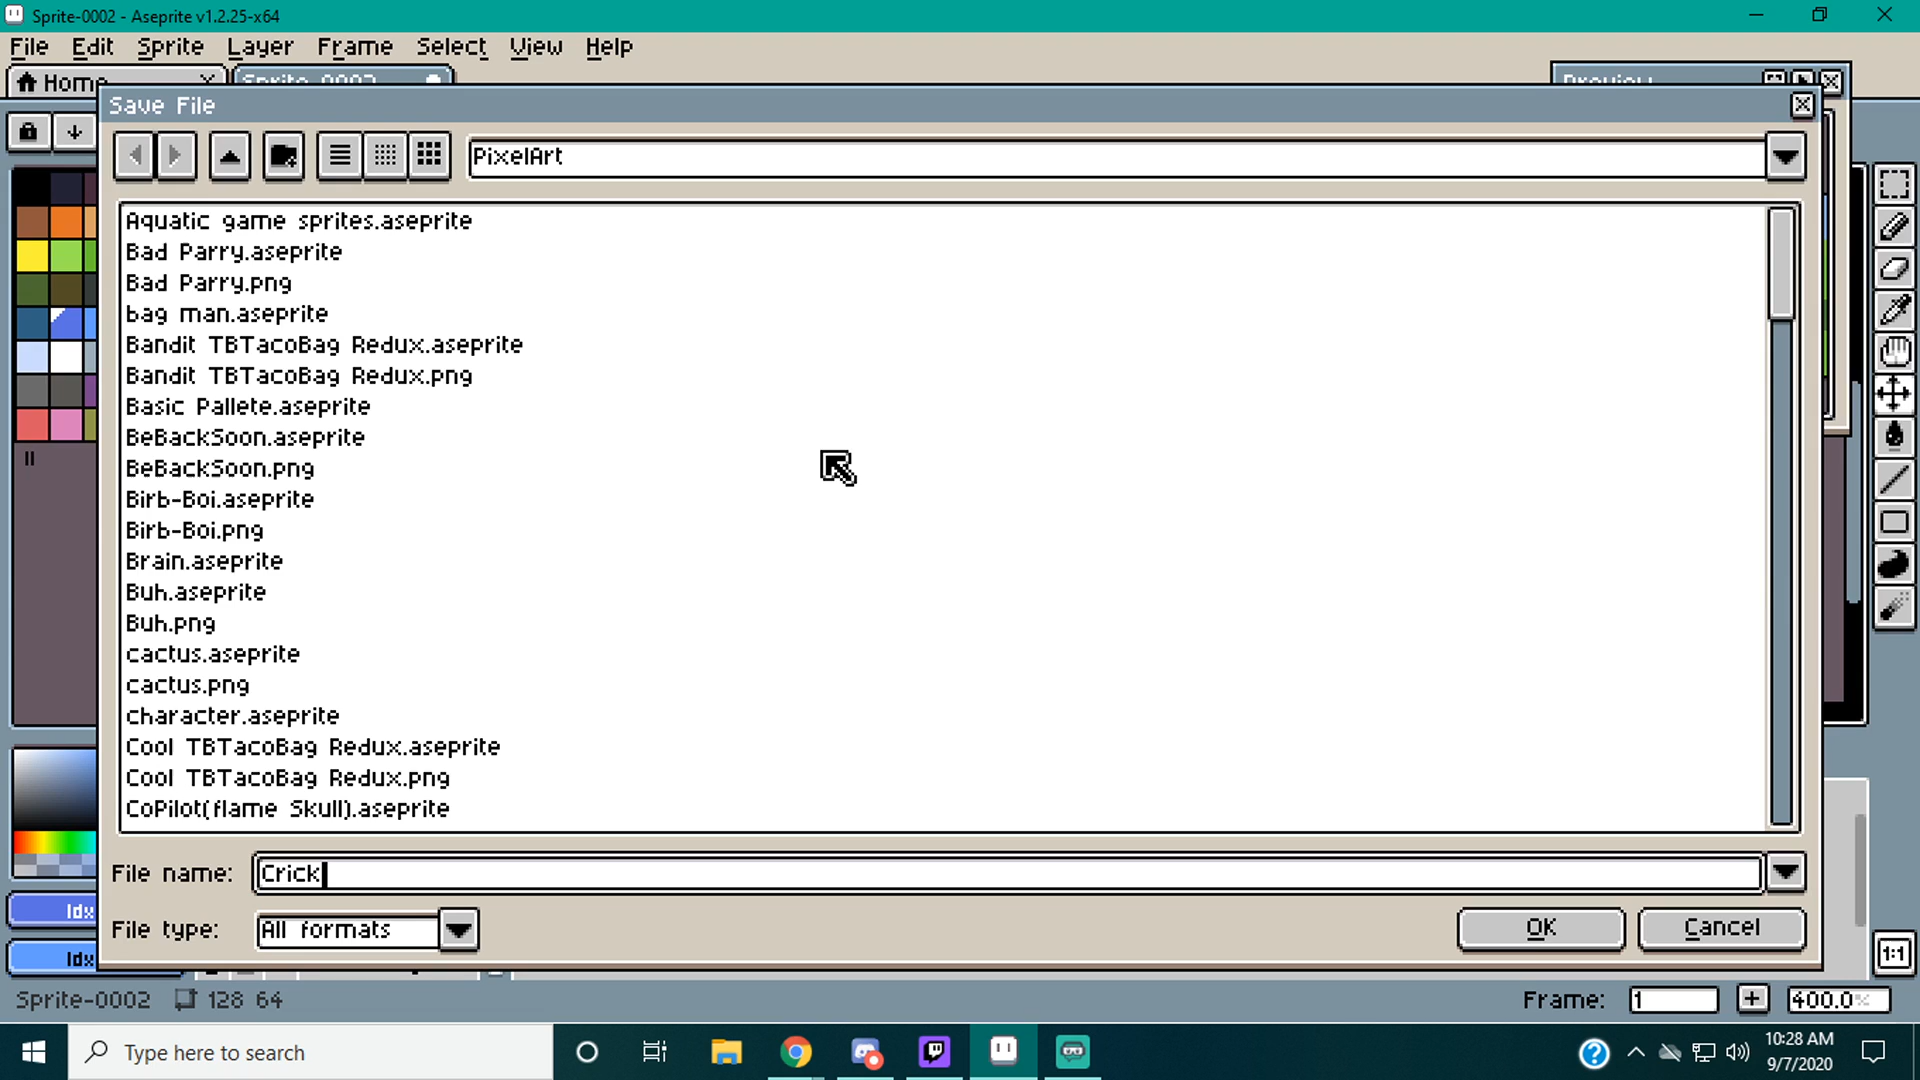 Sprite-0002 - Aseprite v1.2.25-x64
File Edit Sprite Layer Frame Select View Help
Home Sprite-0002 Preview
Save File
PixelArt
Aquatic game sprites.aseprite
Bad Parry.aseprite
Bad Parry.png
bag man.aseprite
Bandit TBTacoBag Redux.aseprite
Bandit TBTacoBag Redux.png
Basic Pallete.aseprite
BeBackSoon.aseprite
BeBackSoon.png
Birb-Boi.aseprite
Birb-Boi.png
Brain.aseprite
Buh.aseprite
Buh.png
cactus.aseprite
cactus.png
character.aseprite
Cool TBTacoBag Redux.aseprite
Cool TBTacoBag Redux.png
CoPilot(flame Skull).aseprite
File name: Crick
File type: All formats
OK Cancel
Idx
Idx
1:1
Sprite-0002 128 64 Frame: 1 + 400.0%
Type here to search
10:28 AM
9/7/2020